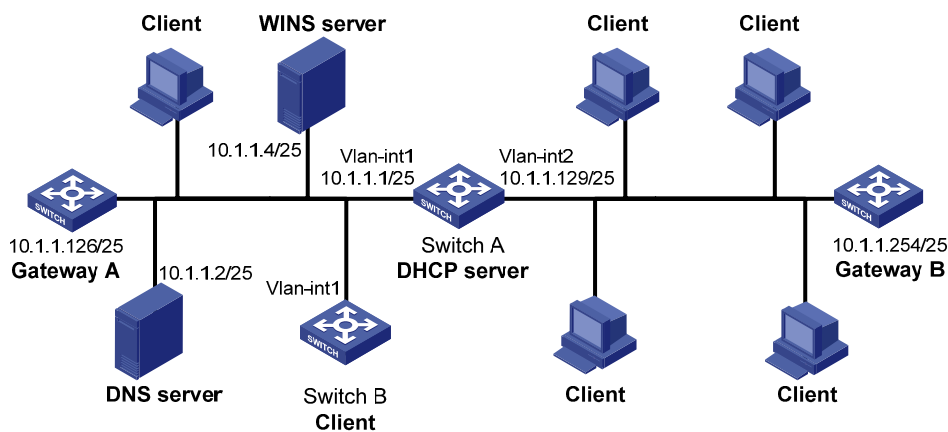 Client
WINS server
Client
Client
10.1.1.4/25
Vlan-int1
10.1.1.1/25
Vlan-int2
10.1.1.129/25
SWITCH
SWITCH
SWITCH
10.1.1.126/25
Gateway A
Switch A
DHCP server
10.1.1.254/25
Gateway B
10.1.1.2/25
Vlan-int1
SWITCH
DNS server
Switch B
Client
Client
Client